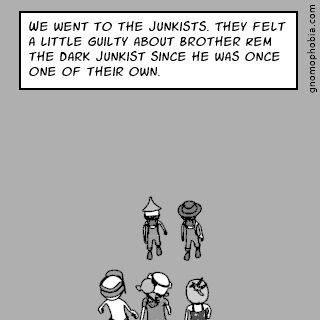 We went to the Junkists. They felt
a little guilty about Brother Rem
the Dark Junkist since he was once
one of their own.
gnomophobia.com